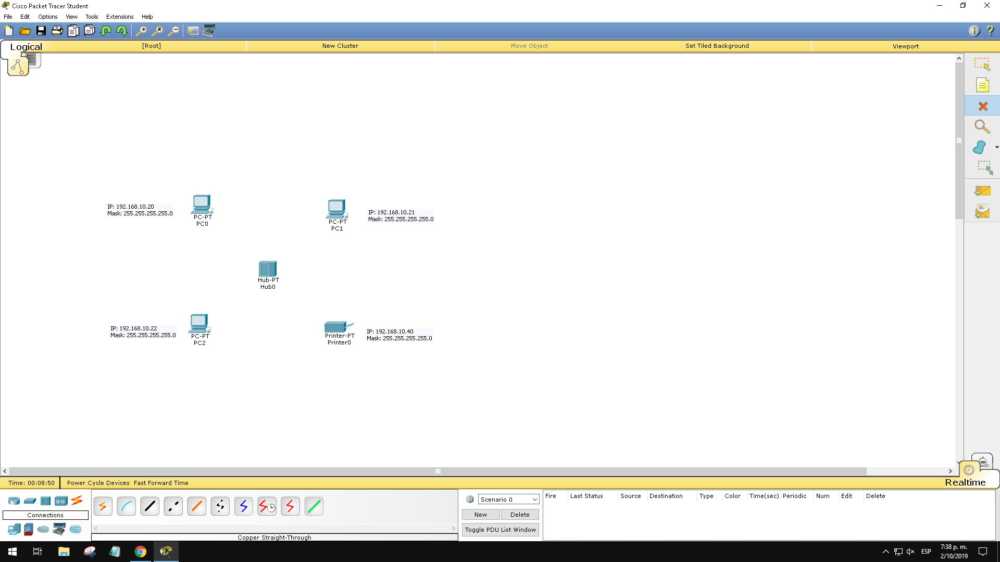 Cisco Packet Tracer Student
File Edit Options View Tools Extensions Help
Logical [Root] New Cluster Move Object Set Tiled Background Viewport
IP: 192.168.10.20
Mask: 255.255.255.255.0
PC-PT
PC0
PC-PT
PC1
IP: 192.168.10.21
Mask: 255.255.255.255.0
Hub-PT
Hub0
IP: 192.168.10.22
Mask: 255.255.255.255.0
PC-PT
PC2
Printer-PT
Printer0
IP: 192.168.10.40
Mask: 255.255.255.255.0
Time: 00:08:50 Power Cycle Devices Fast Forward Time Realtime
Connections
Copper Straight-Through
Scenario 0
New Delete
Toggle PDU List Window
Fire Last Status Source Destination Type Color Time(sec) Periodic Num Edit Delete
ESP
7:38 p. m.
2/10/2019